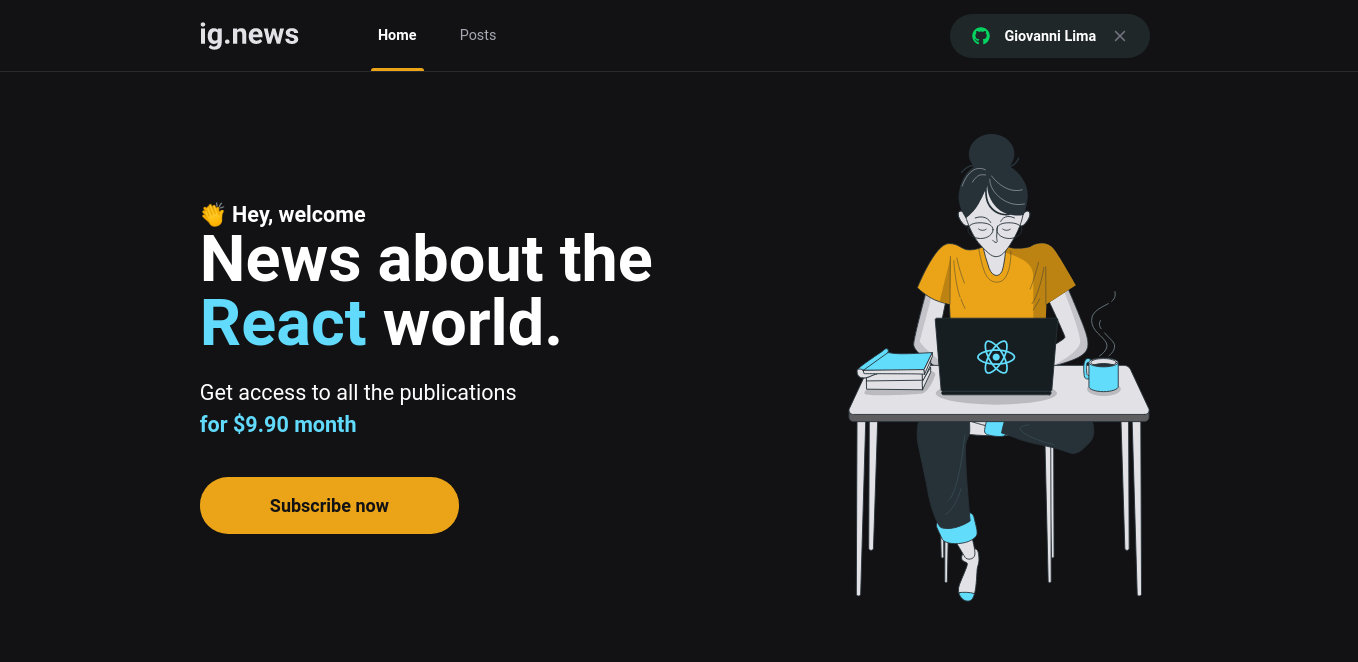 ig.news
Home
Posts
Giovanni Lima
👏 Hey, welcome
News about the
React world.
Get access to all the publications
for $9.90 month
Subscribe now